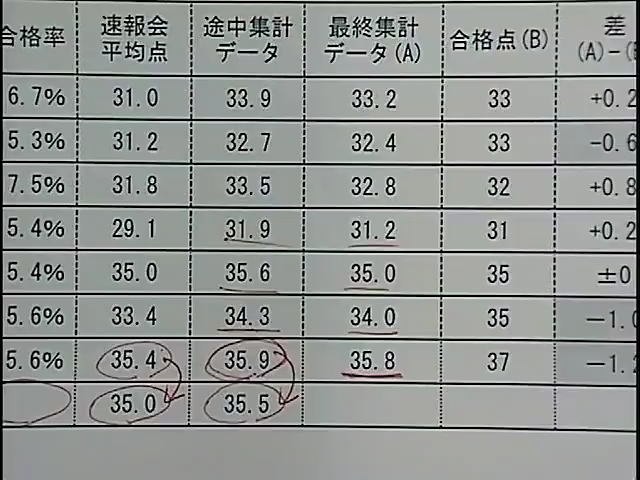 合格率 速報会平均点 途中集計データ 最終集計データ(A) 合格点(B) 差(A)-(
6.7% 31.0 33.9 33.2 33 +0.2
5.3% 31.2 32.7 32.4 33 -0.6
7.5% 31.8 33.5 32.8 32 +0.8
5.4% 29.1 31.9 31.2 31 +0.2
5.4% 35.0 35.6 35.0 35 ±0
5.6% 33.4 34.3 34.0 35 -1.0
5.6% 35.4 35.9 35.8 37 -1.2
35.0 35.5